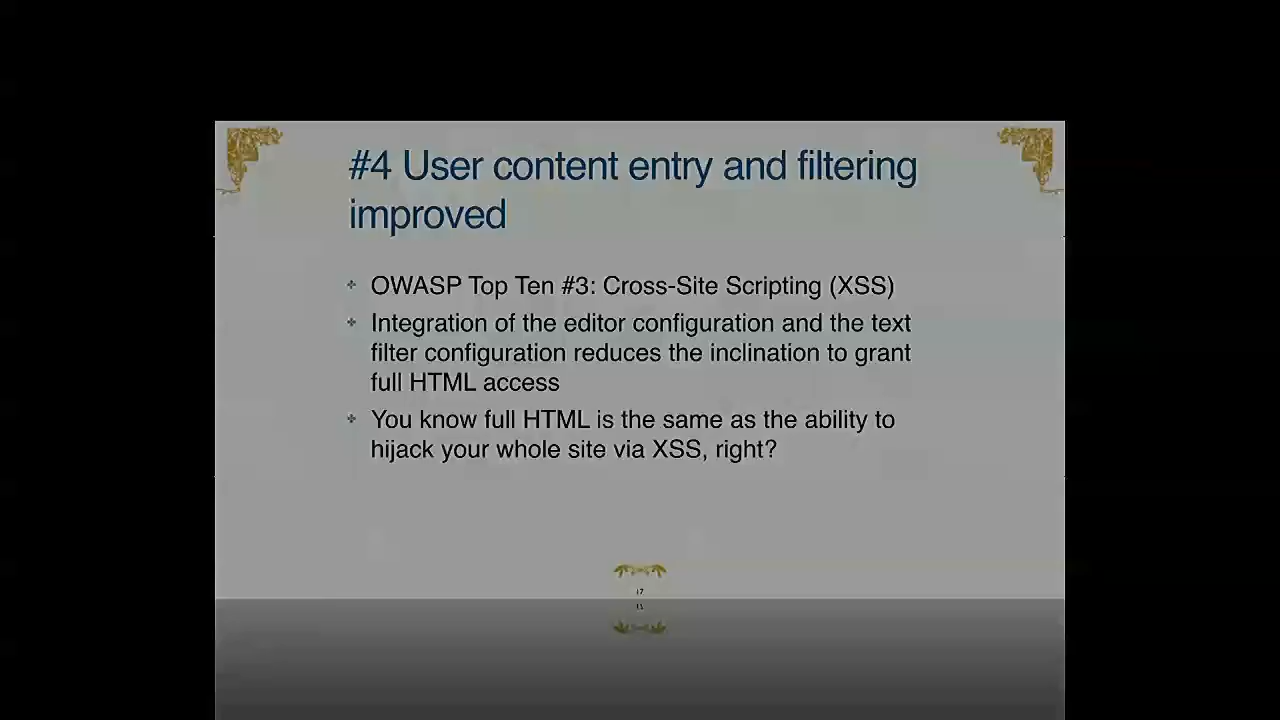 #4 User content entry and filtering
improved
OWASP Top Ten #3: Cross-Site Scripting (XSS)
Integration of the editor configuration and the text
filter configuration reduces the inclination to grant
full HTML access
You know full HTML is the same as the ability to
hijack your whole site via XSS, right?
17